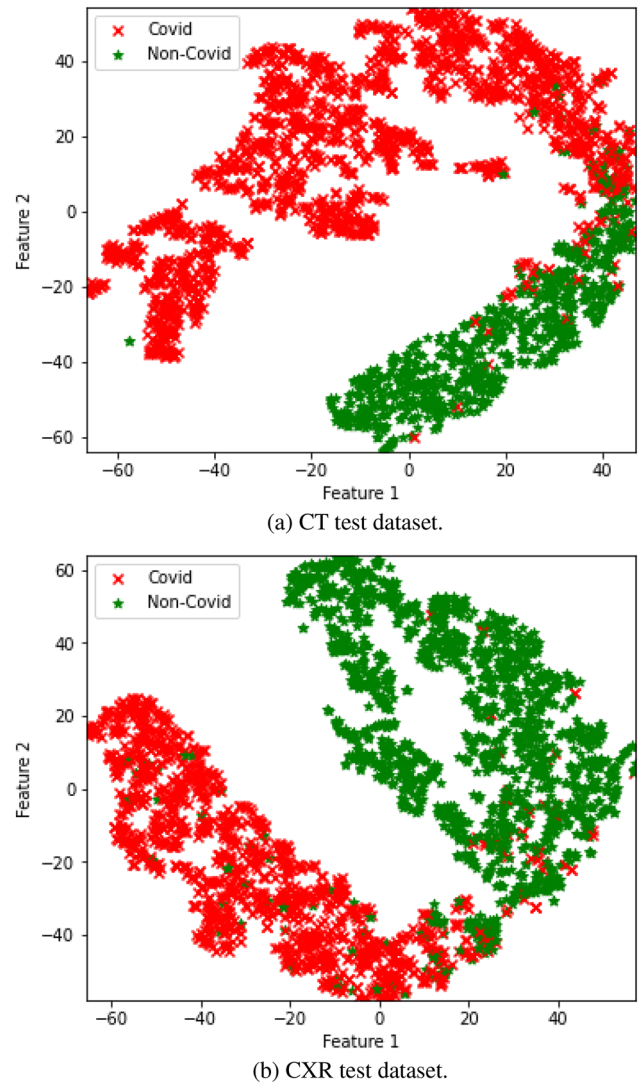 Covid
Non-Covid
40
20
0
−20
−40
−60
Feature 2
−60 −40 −20 0 20 40
Feature 1
(a) CT test dataset.
Covid
Non-Covid
60
40
20
0
−20
−40
Feature 2
−60 −40 −20 0 20 40
Feature 1
(b) CXR test dataset.